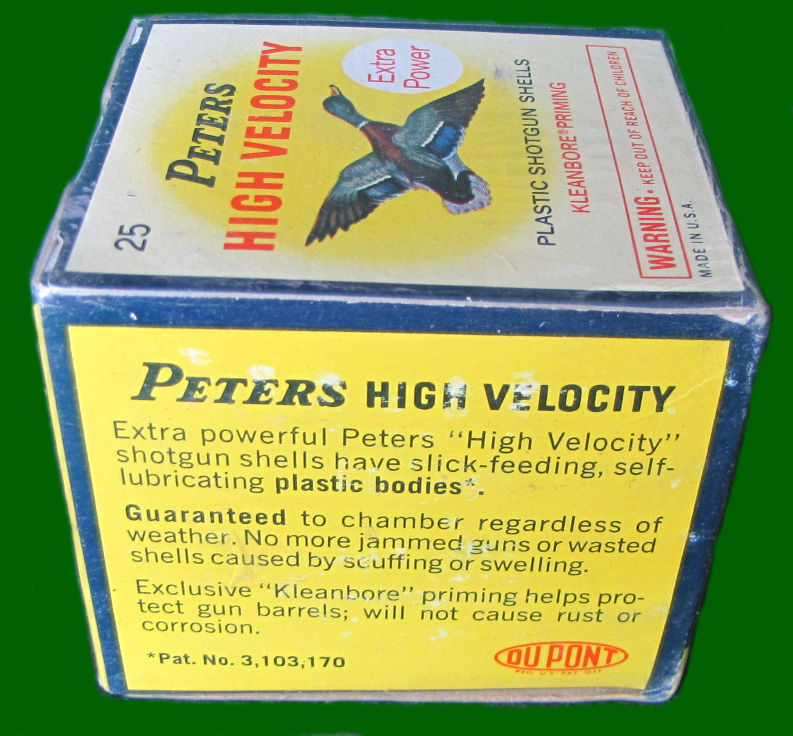 25
PETERS
HIGH VELOCITY
Extra
Power
PLASTIC SHOTGUN SHELLS
KLEANBORE® PRIMING
WARNING • KEEP OUT OF REACH OF CHILDREN
MADE IN U.S.A.
PETERS HIGH VELOCITY
Extra powerful Peters “High Velocity”
shotgun shells have slick-feeding, self-
lubricating plastic bodies*.
Guaranteed to chamber regardless of
weather. No more jammed guns or wasted
shells caused by scuffing or swelling.
Exclusive “Kleanbore” priming helps pro-
tect gun barrels; will not cause rust or
corrosion.
*Pat. No. 3,103,170
DU PONT
REG. U.S. PAT. OFF.